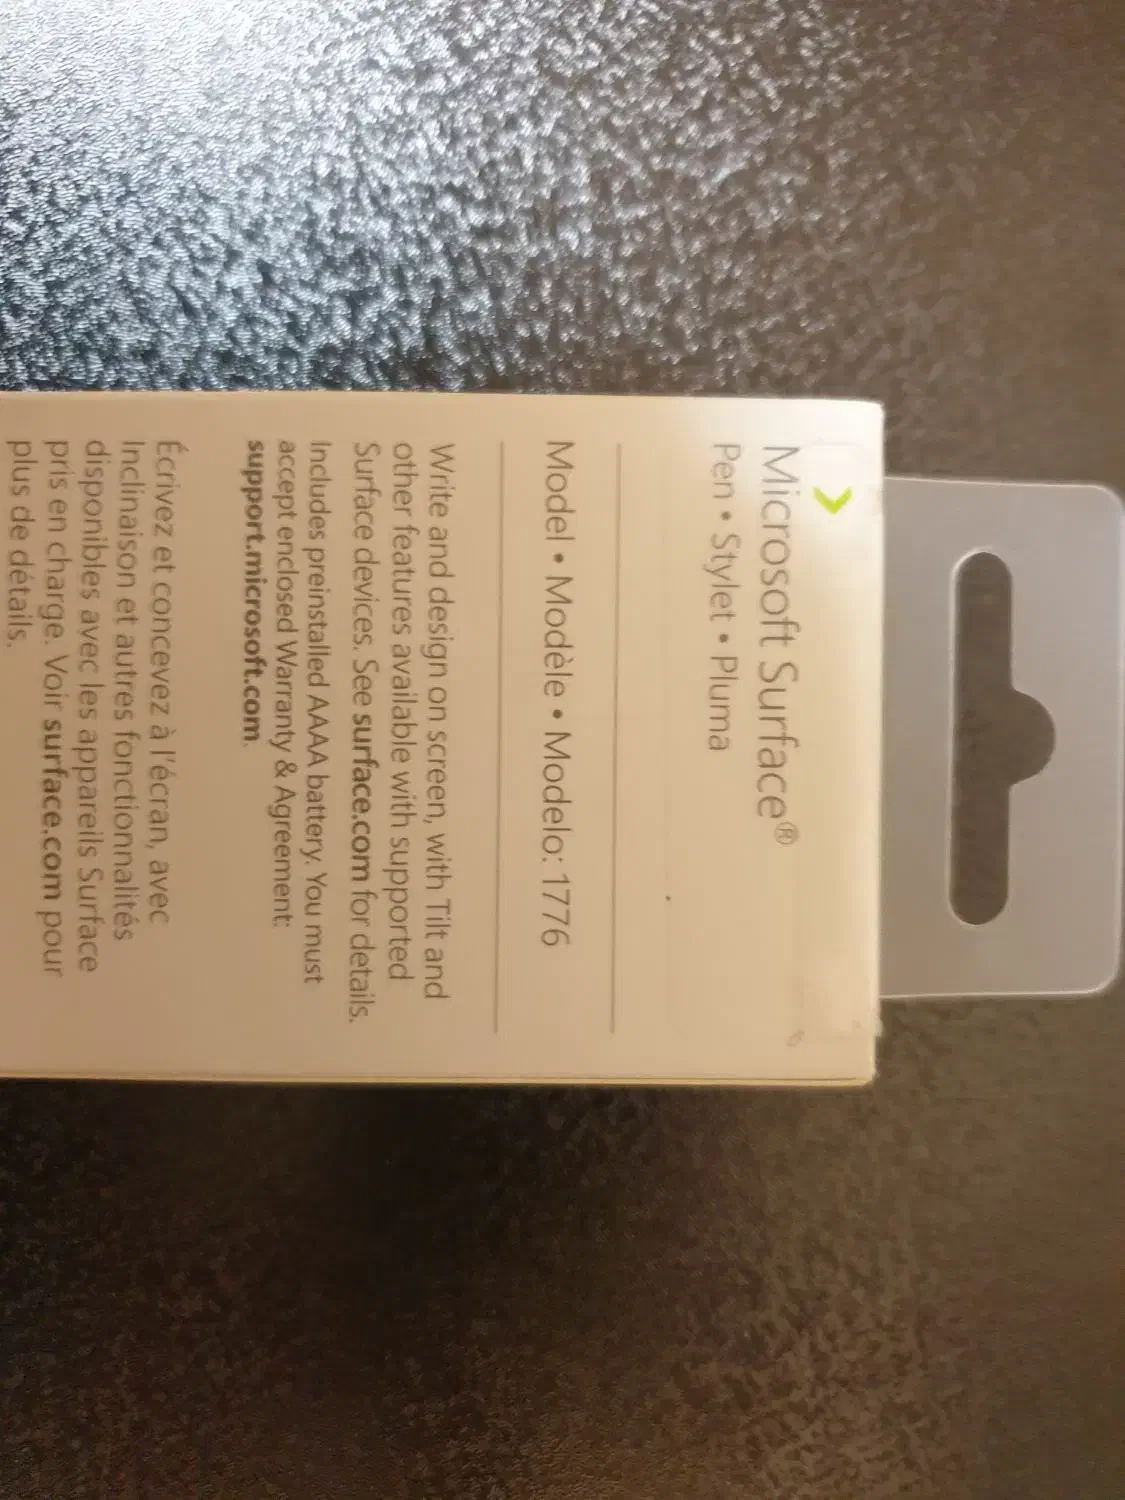 Microsoft Surface®
Pen • Stylet • Pluma
Model • Modèle • Modelo: 1776
Write and design on screen, with Tilt and
other features available with supported
Surface devices. See surface.com for details.
Includes preinstalled AAAA battery. You must
accept enclosed Warranty & Agreement:
support.microsoft.com.
Écrivez et concevez à l'écran, avec
Inclinaison et autres fonctionnalités
disponibles avec les appareils Surface
pris en charge. Voir surface.com pour
plus de détails.